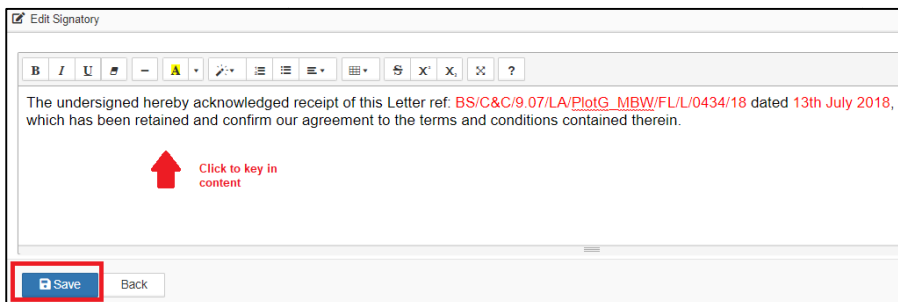 Edit Signatory
B I U A S X² X₂ ?
The undersigned hereby acknowledged receipt of this Letter ref: BS/C&C/9.07/LA/PlotG_MBW/FL/L/0434/18 dated 13th July 2018,
which has been retained and confirm our agreement to the terms and conditions contained therein.
Click to key in
content
Save Back